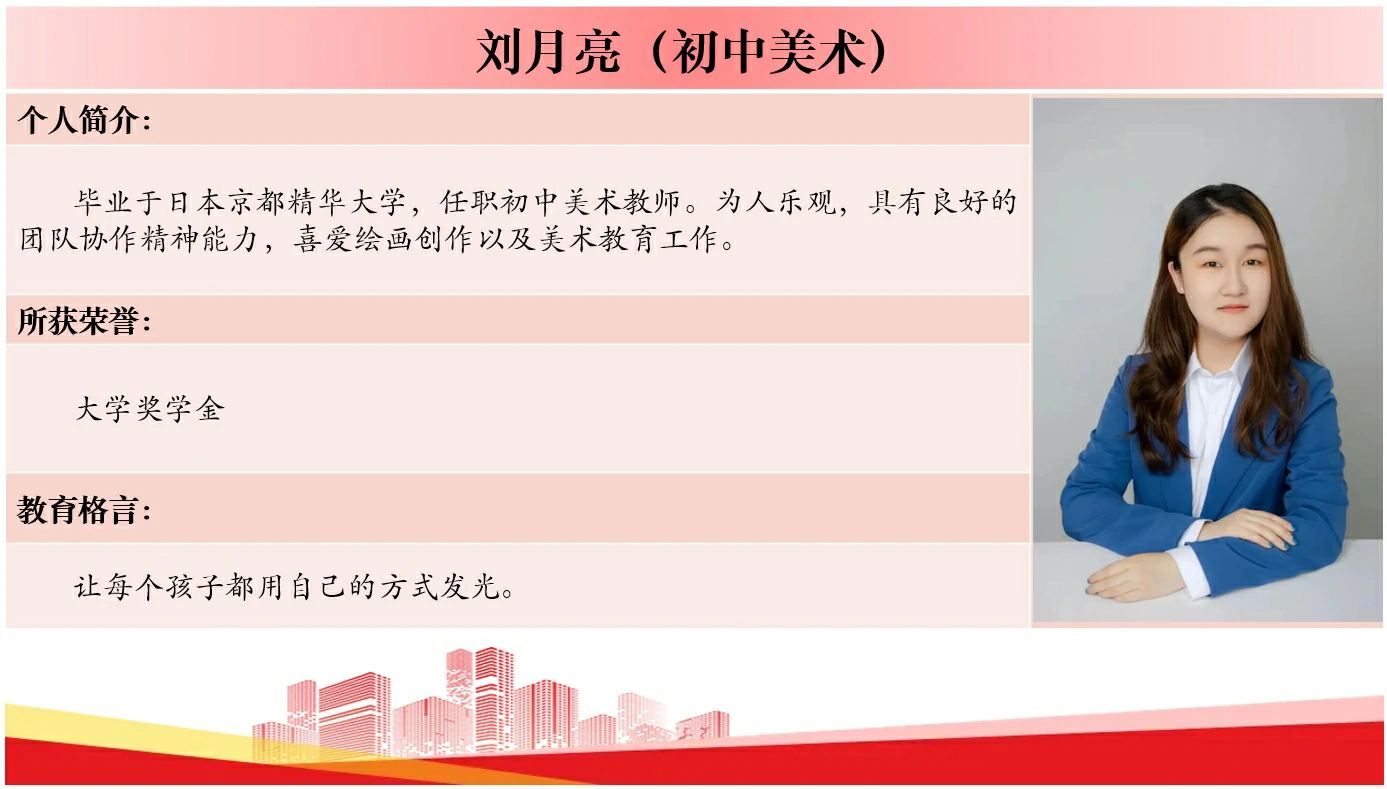 刘月亮（初中美术）
个人简介：
毕业于日本京都精华大学，任职初中美术教师。为人乐观，具有良好的
团队协作精神能力，喜爱绘画创作以及美术教育工作。
所获荣誉：
大学奖学金
教育格言：
让每个孩子都用自己的方式发光。